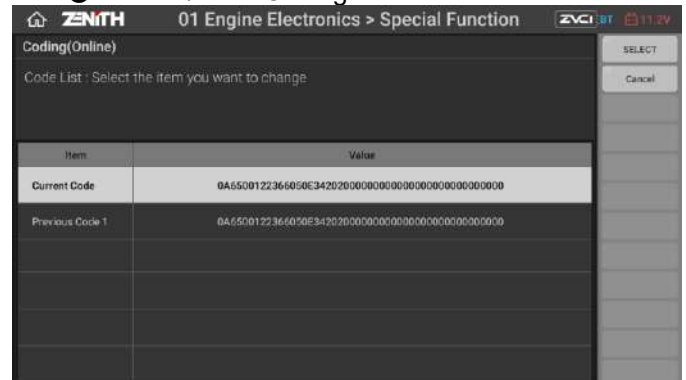 ZENITH 01 Engine Electronics > Special Function ZVCI BT 11.2V
Coding(Online)
SELECT
Code List : Select the item you want to change
Cancel
Item Value
Current Code 0A6500122366050E342020000000000000000000000000
Previous Code 1 0A6500122366050E342020000000000000000000000000